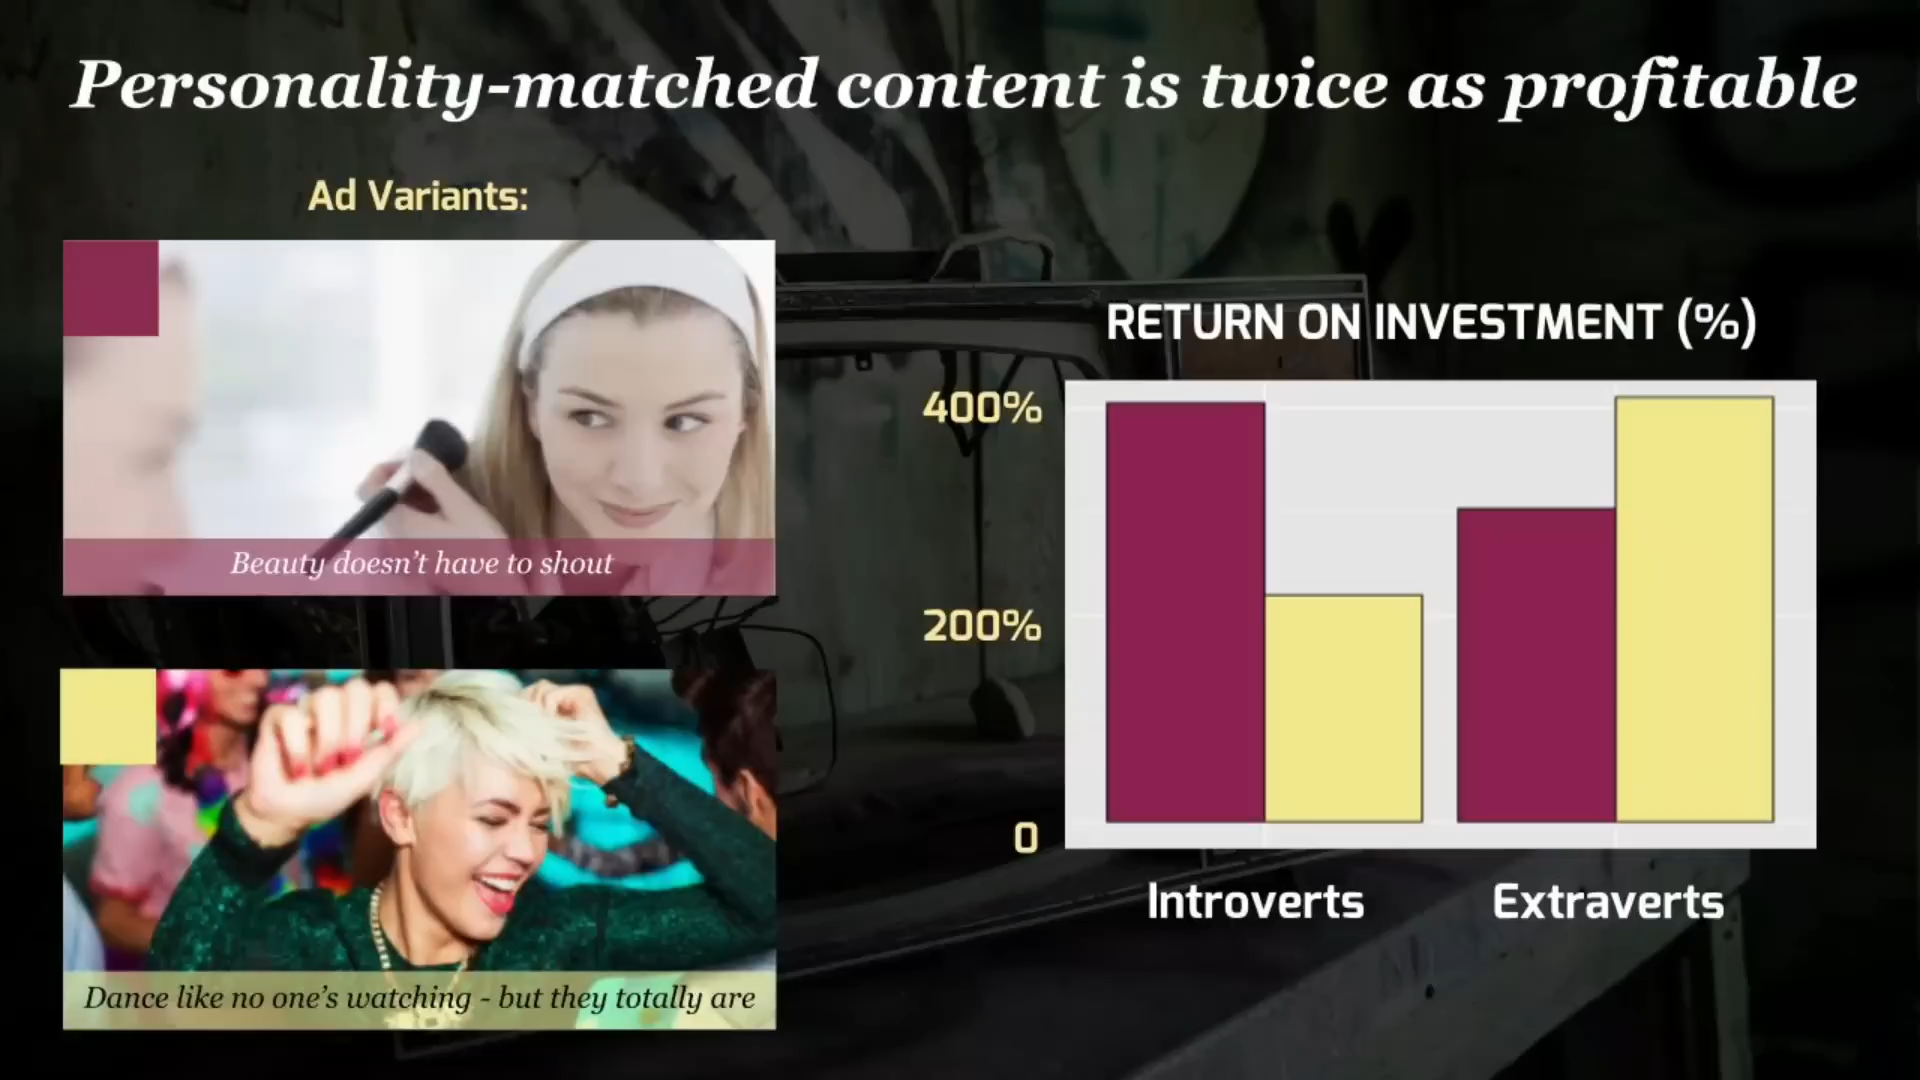 Personality-matched content is twice as profitable
Ad Variants:
Beauty doesn’t have to shout
Dance like no one’s watching - but they totally are
RETURN ON INVESTMENT (%)
400%
200%
0
Introverts
Extraverts